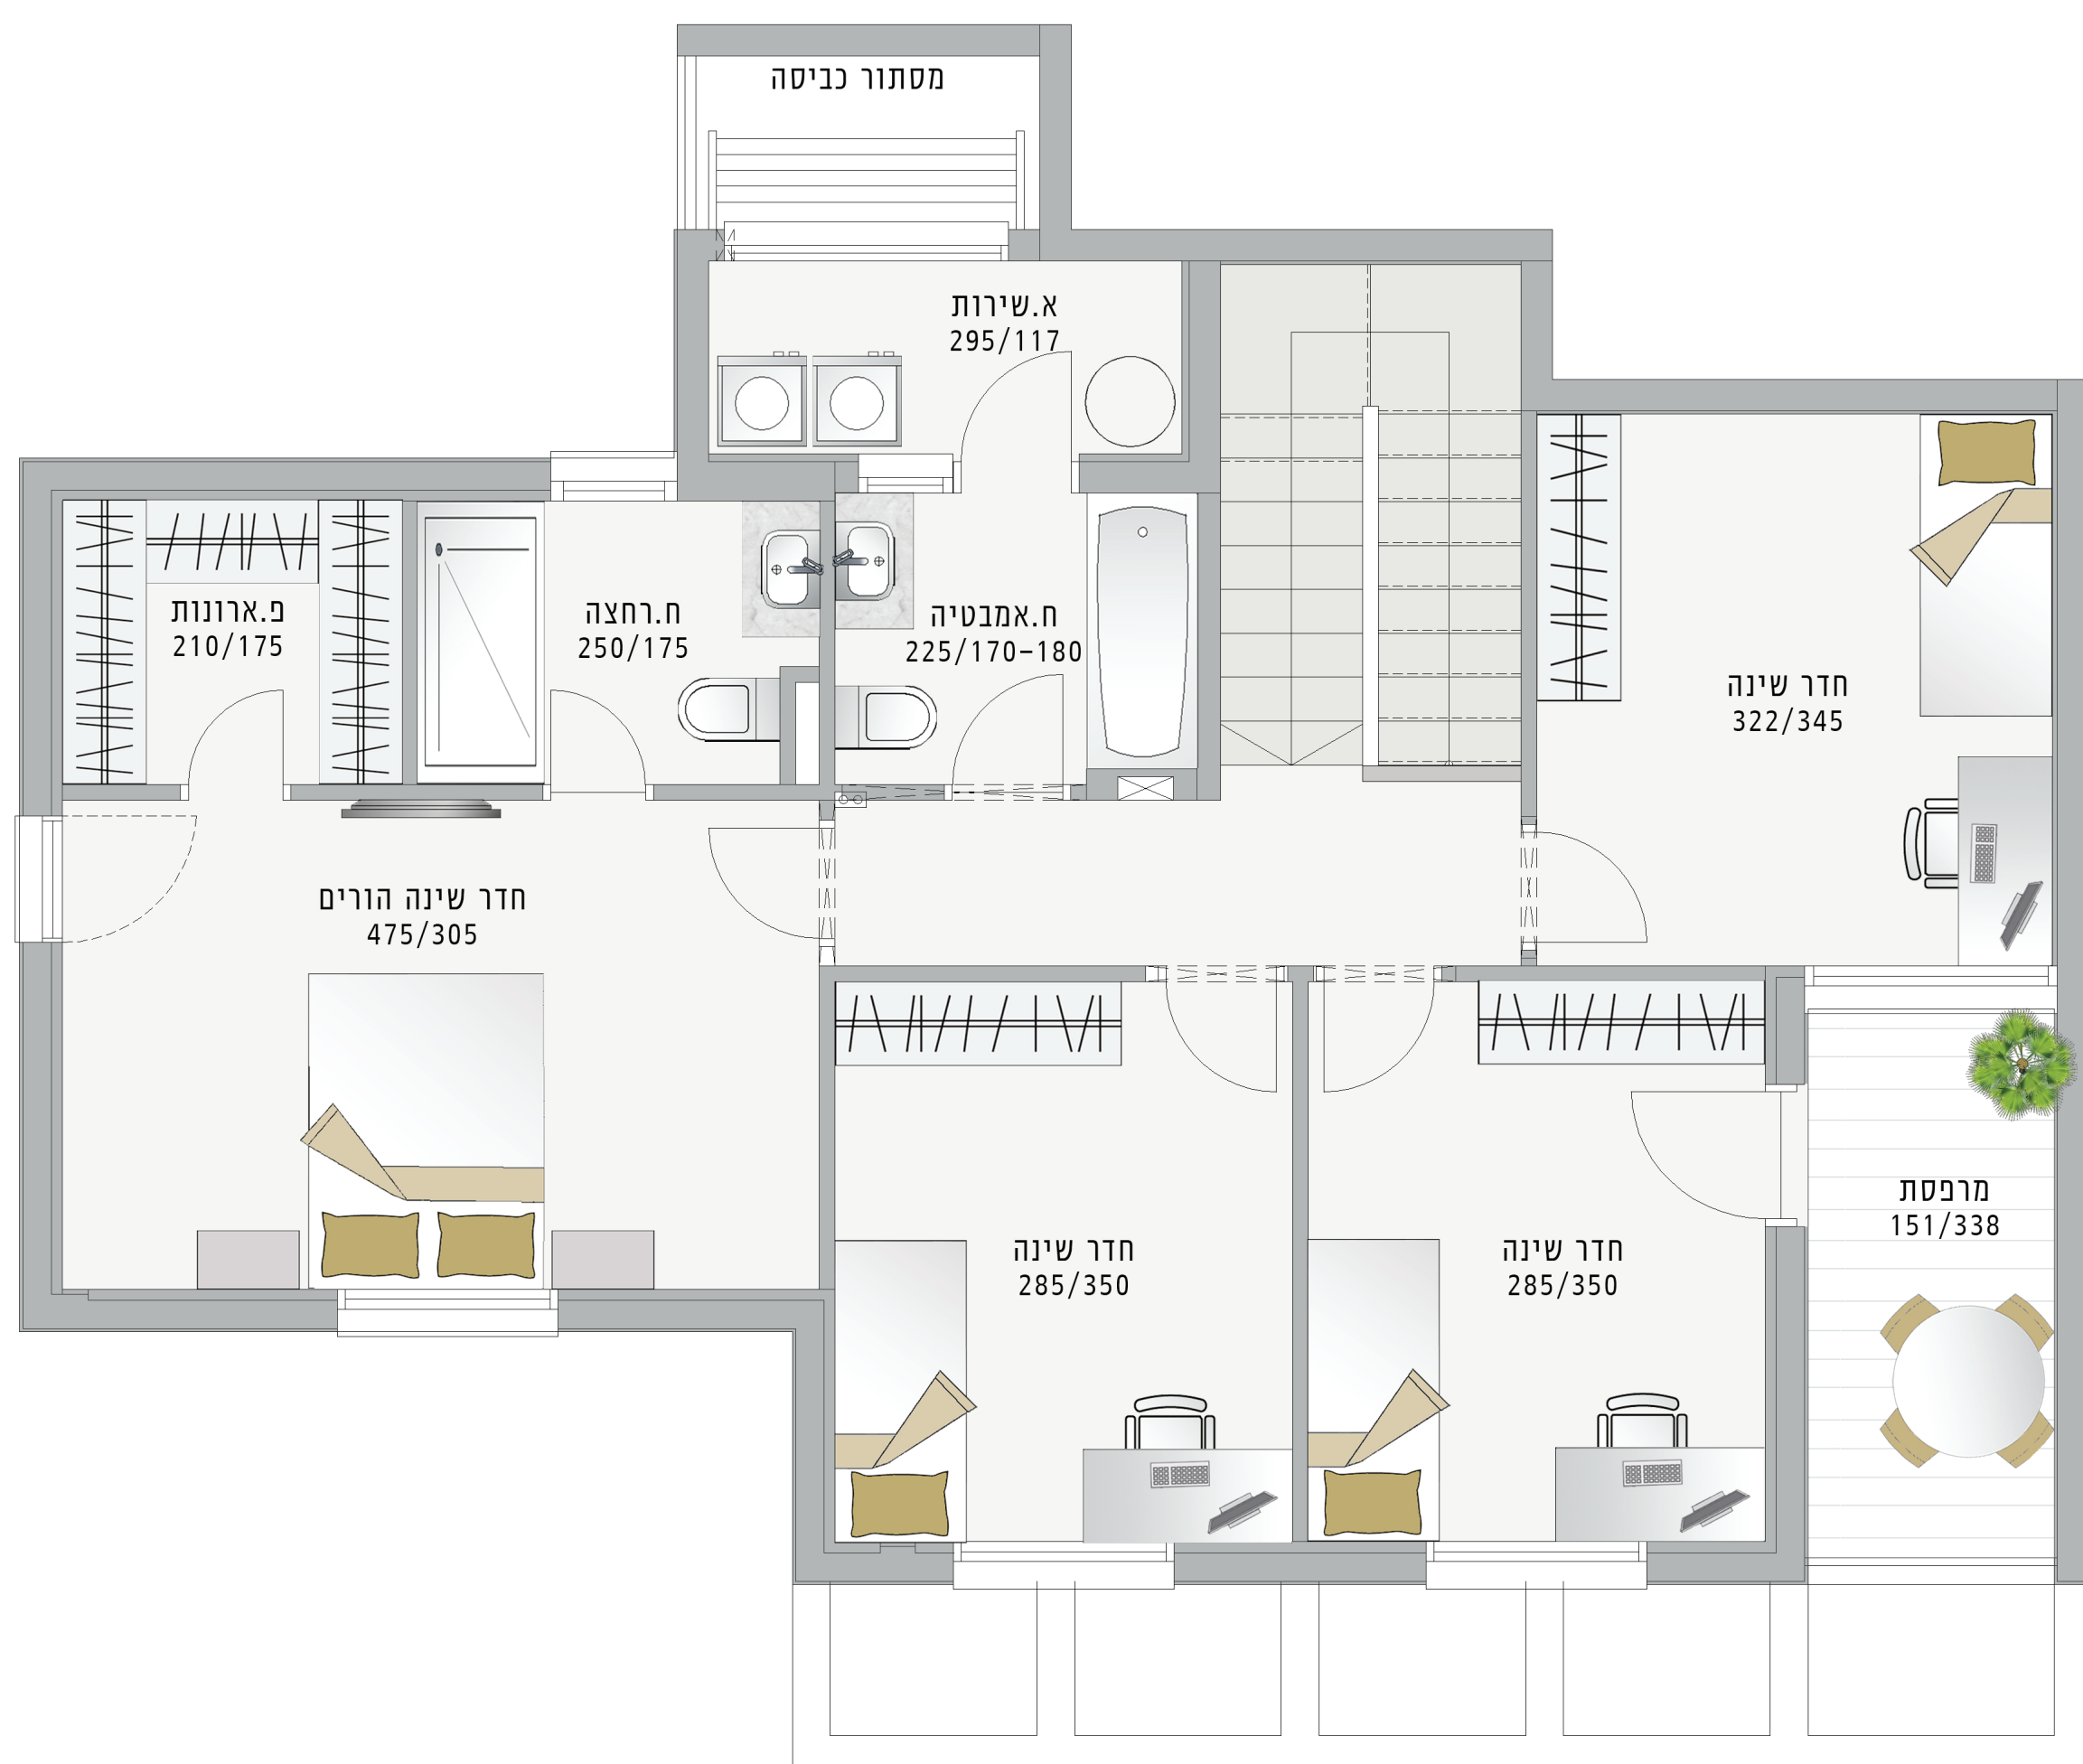 מסתור כביסה
א.שירות
295/117
פ.ארונות
210/175
ח.רחצה
250/175
ח.אמבטיה
225/170-180
חדר שינה
322/345
חדר שינה הורים
475/305
חדר שינה
285/350
חדר שינה
285/350
מרפסת
151/338